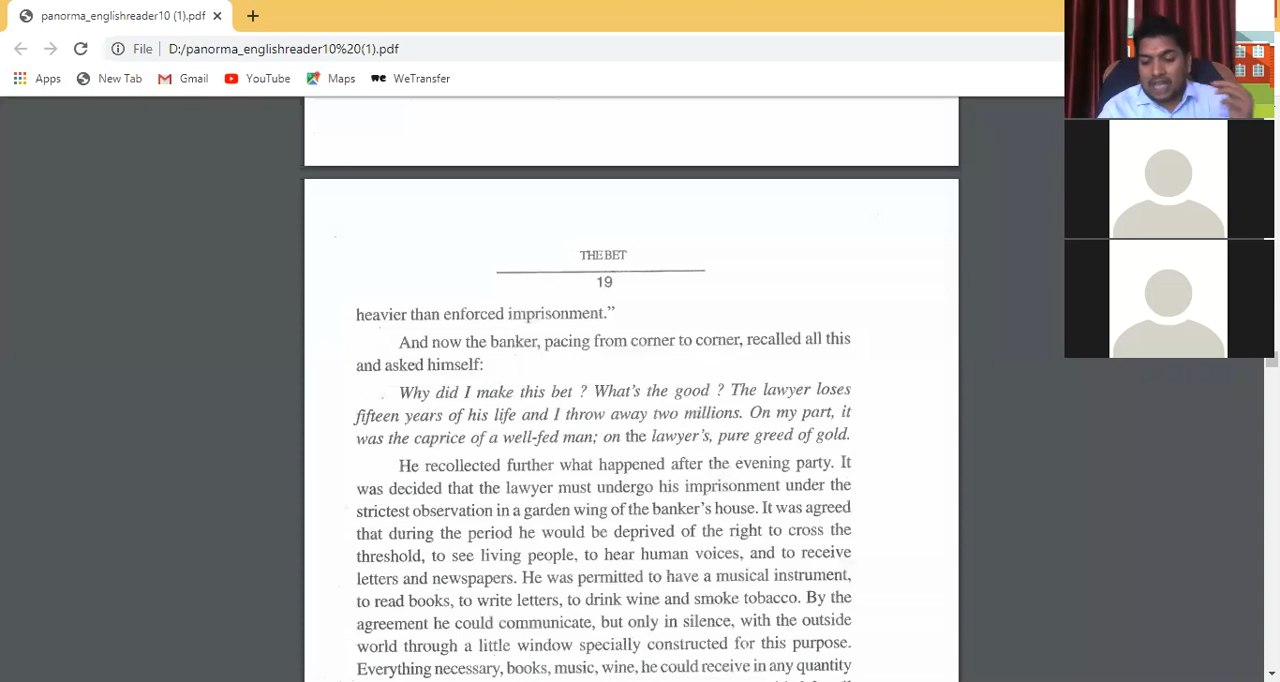 panorma_englishreader10 (1).pdf
File
D:/panorma_englishreader10%20(1).pdf
Apps
New Tab
Gmail
YouTube
Maps
we
WeTransfer
THE BET
19
heavier than enforced imprisonment.”
And now the banker, pacing from corner to corner, recalled all this
and asked himself:
Why did I make this bet ? What's the good ? The lawyer loses
fifteen years of his life and I throw away two millions. On my part, it
was the caprice of a well-fed man; on the lawyer's, pure greed of gold.
He recollected further what happened after the evening party. It
was decided that the lawyer must undergo his imprisonment under the
strictest observation in a garden wing of the banker's house. It was agreed
that during the period he would be deprived of the right to cross the
threshold, to see living people, to hear human voices, and to receive
letters and newspapers. He was permitted to have a musical instrument,
to read books, to write letters, to drink wine and smoke tobacco. By the
agreement he could communicate, but only in silence, with the outside
world through a little window specially constructed for this purpose.
Everything necessary, books, music, wine, he could receive in any quantity